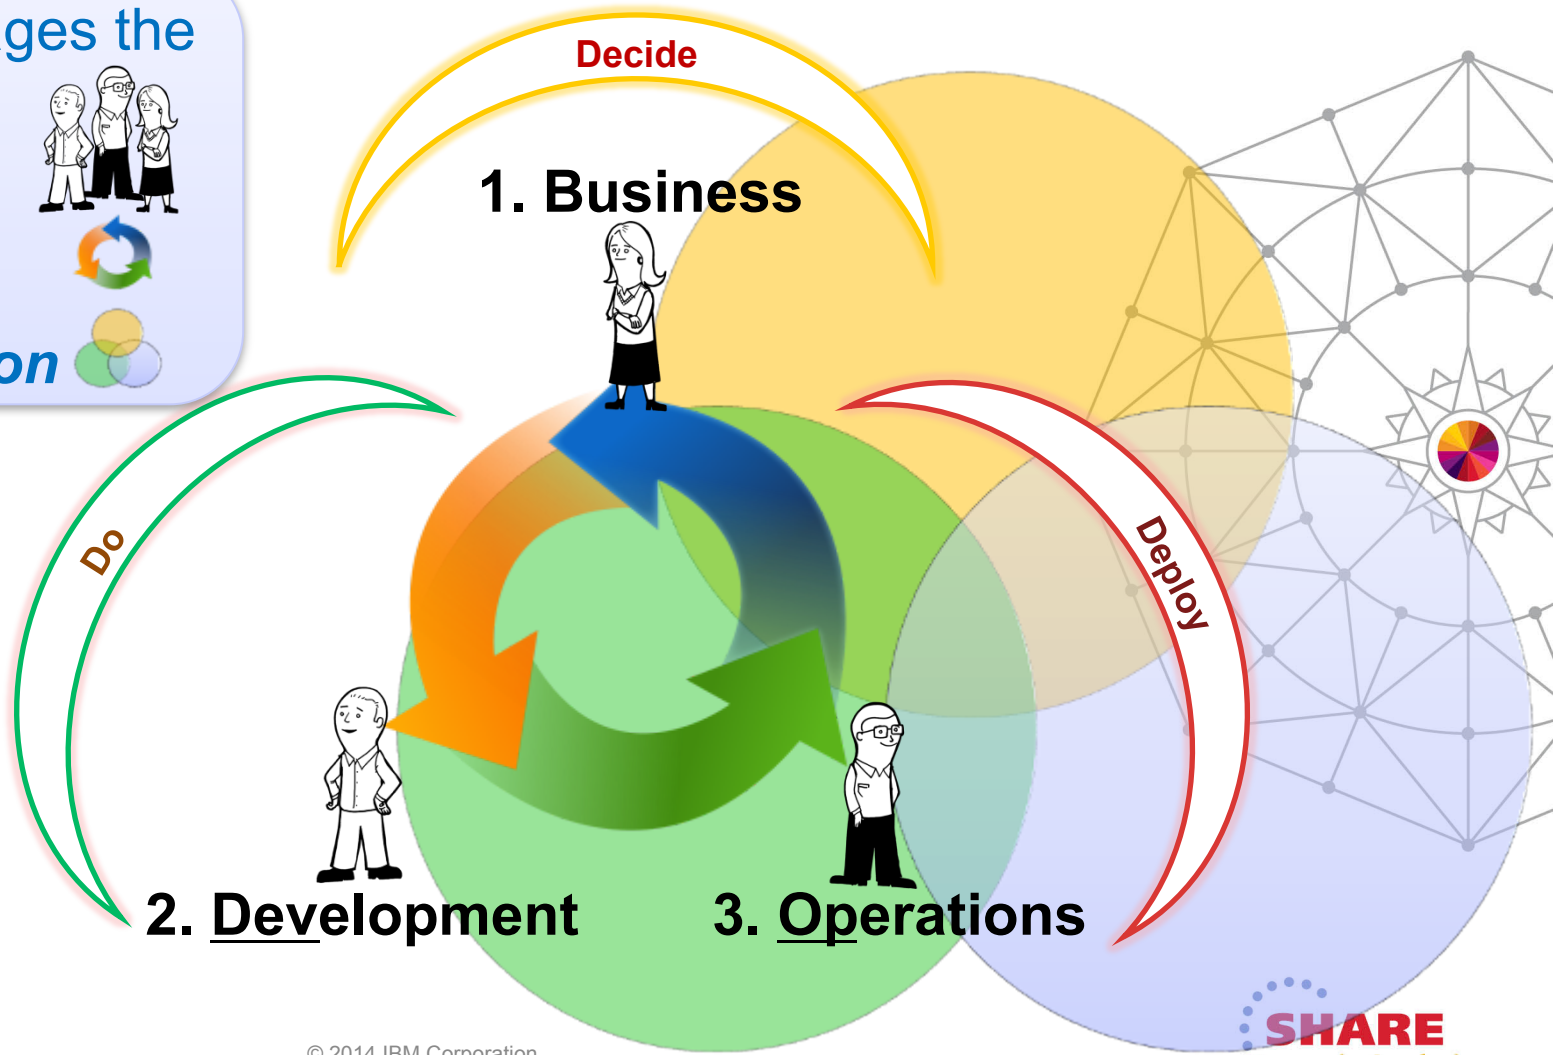 ges the
on
Decide
1. Business
Do
Deploy
2. Development
3. Operations
© 2014 IBM Corporation
SHARE